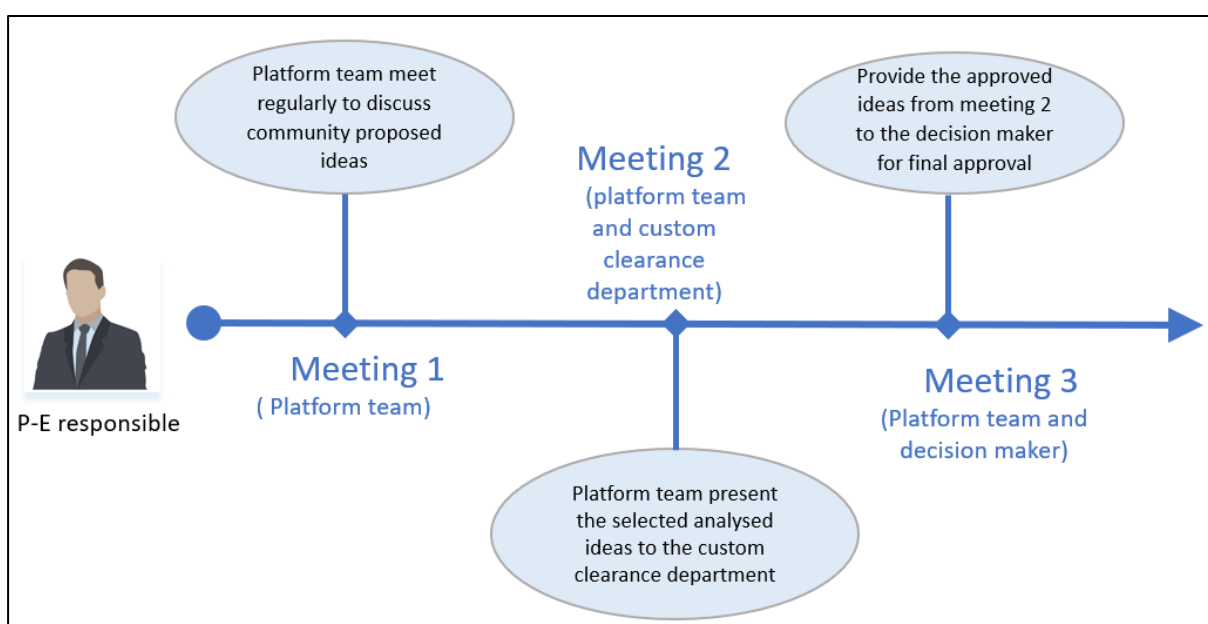 Platform team meet
regularly to discuss
community proposed
ideas
Meeting 2
(platform team
and custom
clearance
department)
Provide the approved
ideas from meeting 2
to the decision maker
for final approval
P-E responsible
Meeting 1
( Platform team)
Platform team present
the selected analysed
ideas to the custom
clearance department
Meeting 3
(Platform team and
decision maker)